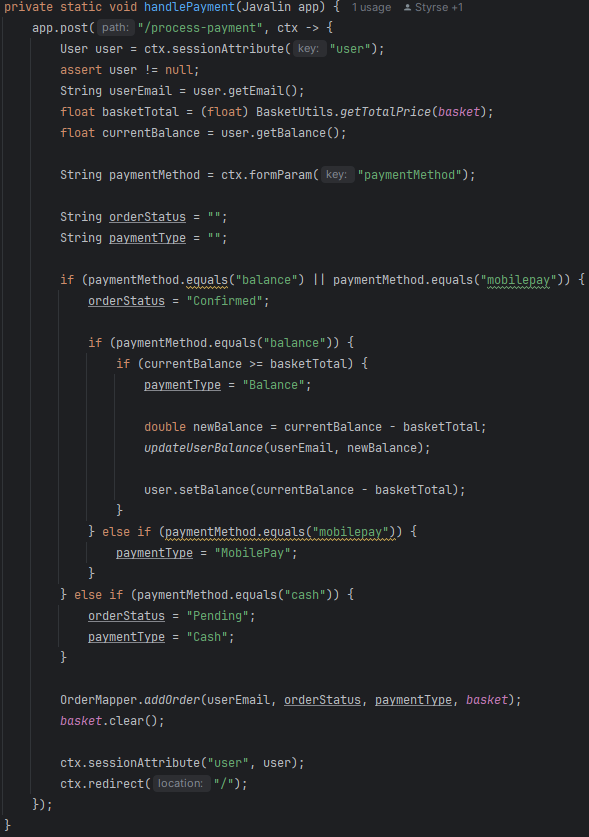 private static void handlePayment(Javalin app) { 1 usage Styrse +1
app.post( path: "/process-payment", ctx -> {
User user = ctx.sessionAttribute( key: "user");
assert user != null;
String userEmail = user.getEmail();
float basketTotal = (float) BasketUtils.getTotalPrice(basket);
float currentBalance = user.getBalance();
String paymentMethod = ctx.formParam( key: "paymentMethod");
String orderStatus = "";
String paymentType = "";
if (paymentMethod.equals("balance") || paymentMethod.equals("mobilepay")) {
orderStatus = "Confirmed";
if (paymentMethod.equals("balance")) {
if (currentBalance >= basketTotal) {
paymentType = "Balance";
double newBalance = currentBalance - basketTotal;
updateUserBalance(userEmail, newBalance);
user.setBalance(currentBalance - basketTotal);
}
} else if (paymentMethod.equals("mobilepay")) {
paymentType = "MobilePay";
}
} else if (paymentMethod.equals("cash")) {
orderStatus = "Pending";
paymentType = "Cash";
}
OrderMapper.addOrder(userEmail, orderStatus, paymentType, basket);
basket.clear();
ctx.sessionAttribute("user", user);
ctx.redirect( location: "/");
});
}